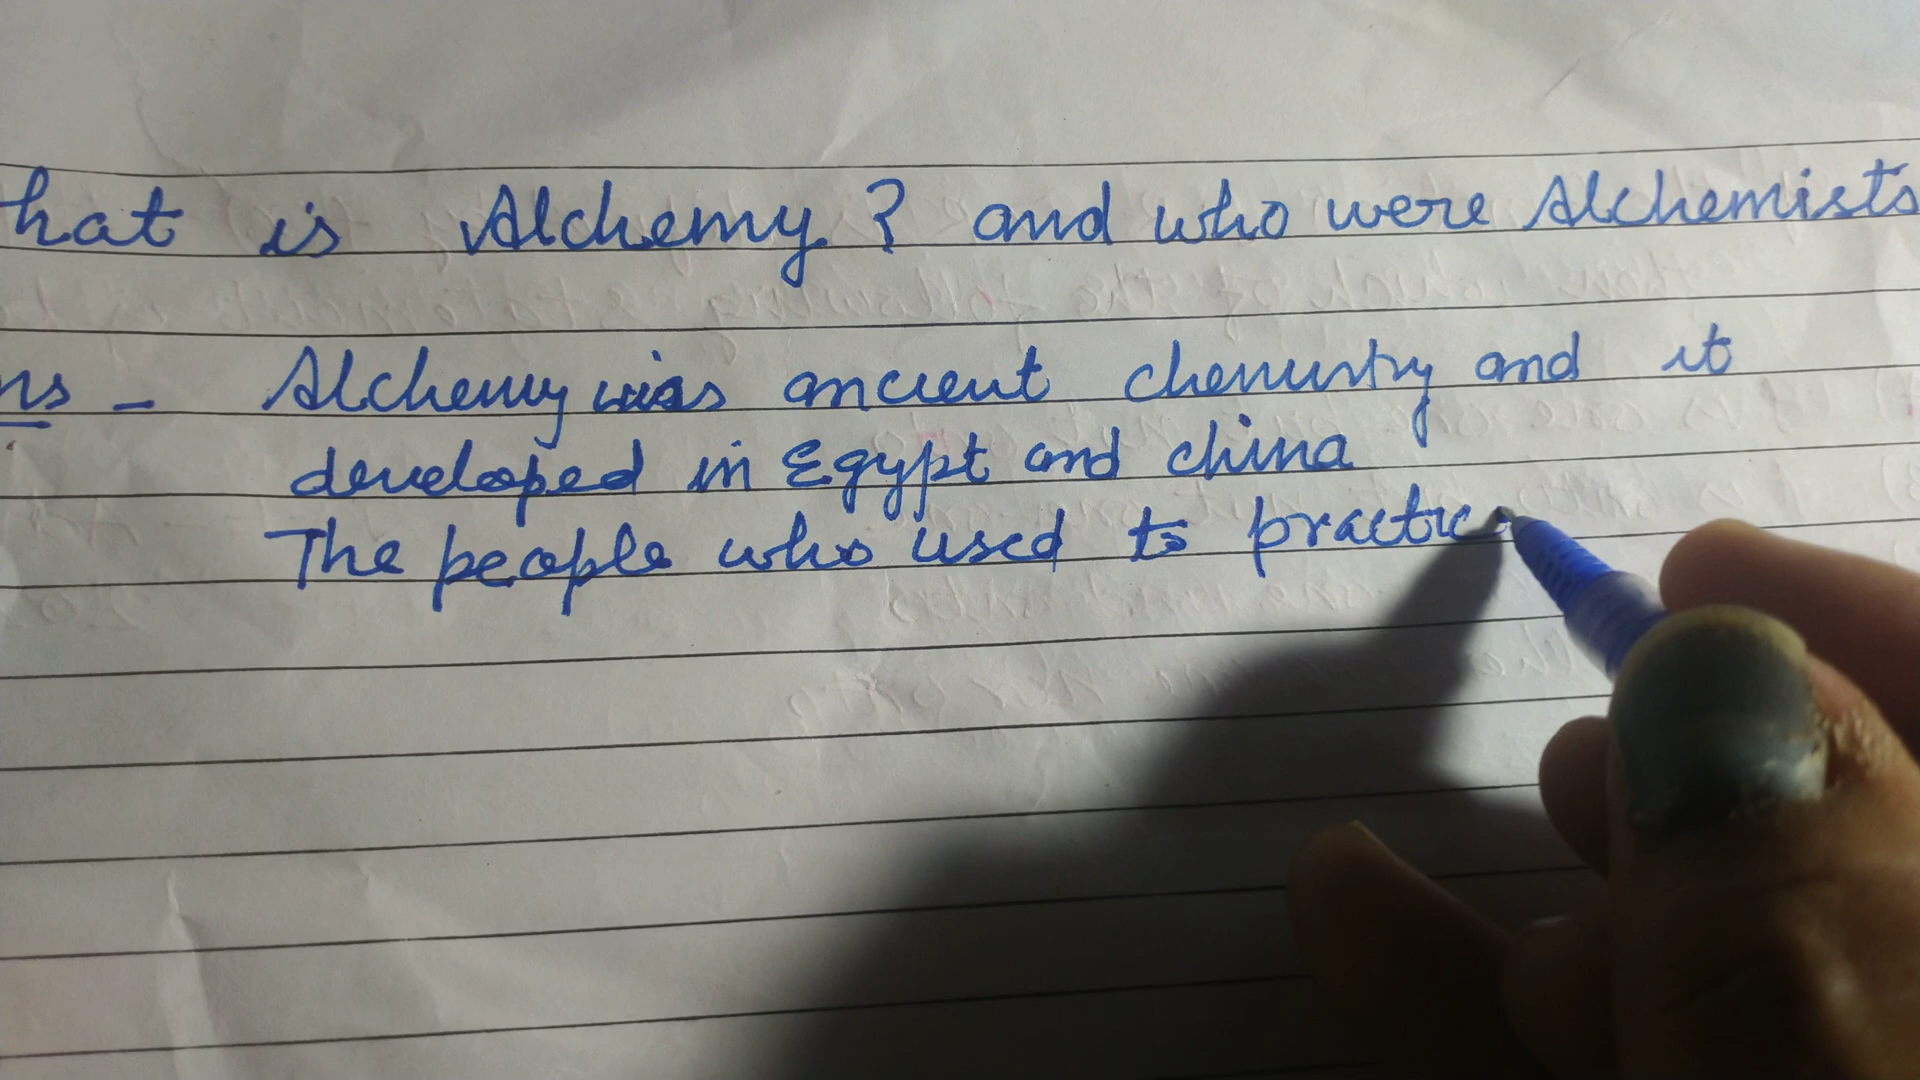 hat is Alchemy? and who were Alchemists
ns - Alchemy was ancient chemistry and it
developed in Egypt and china
The people who used to practic